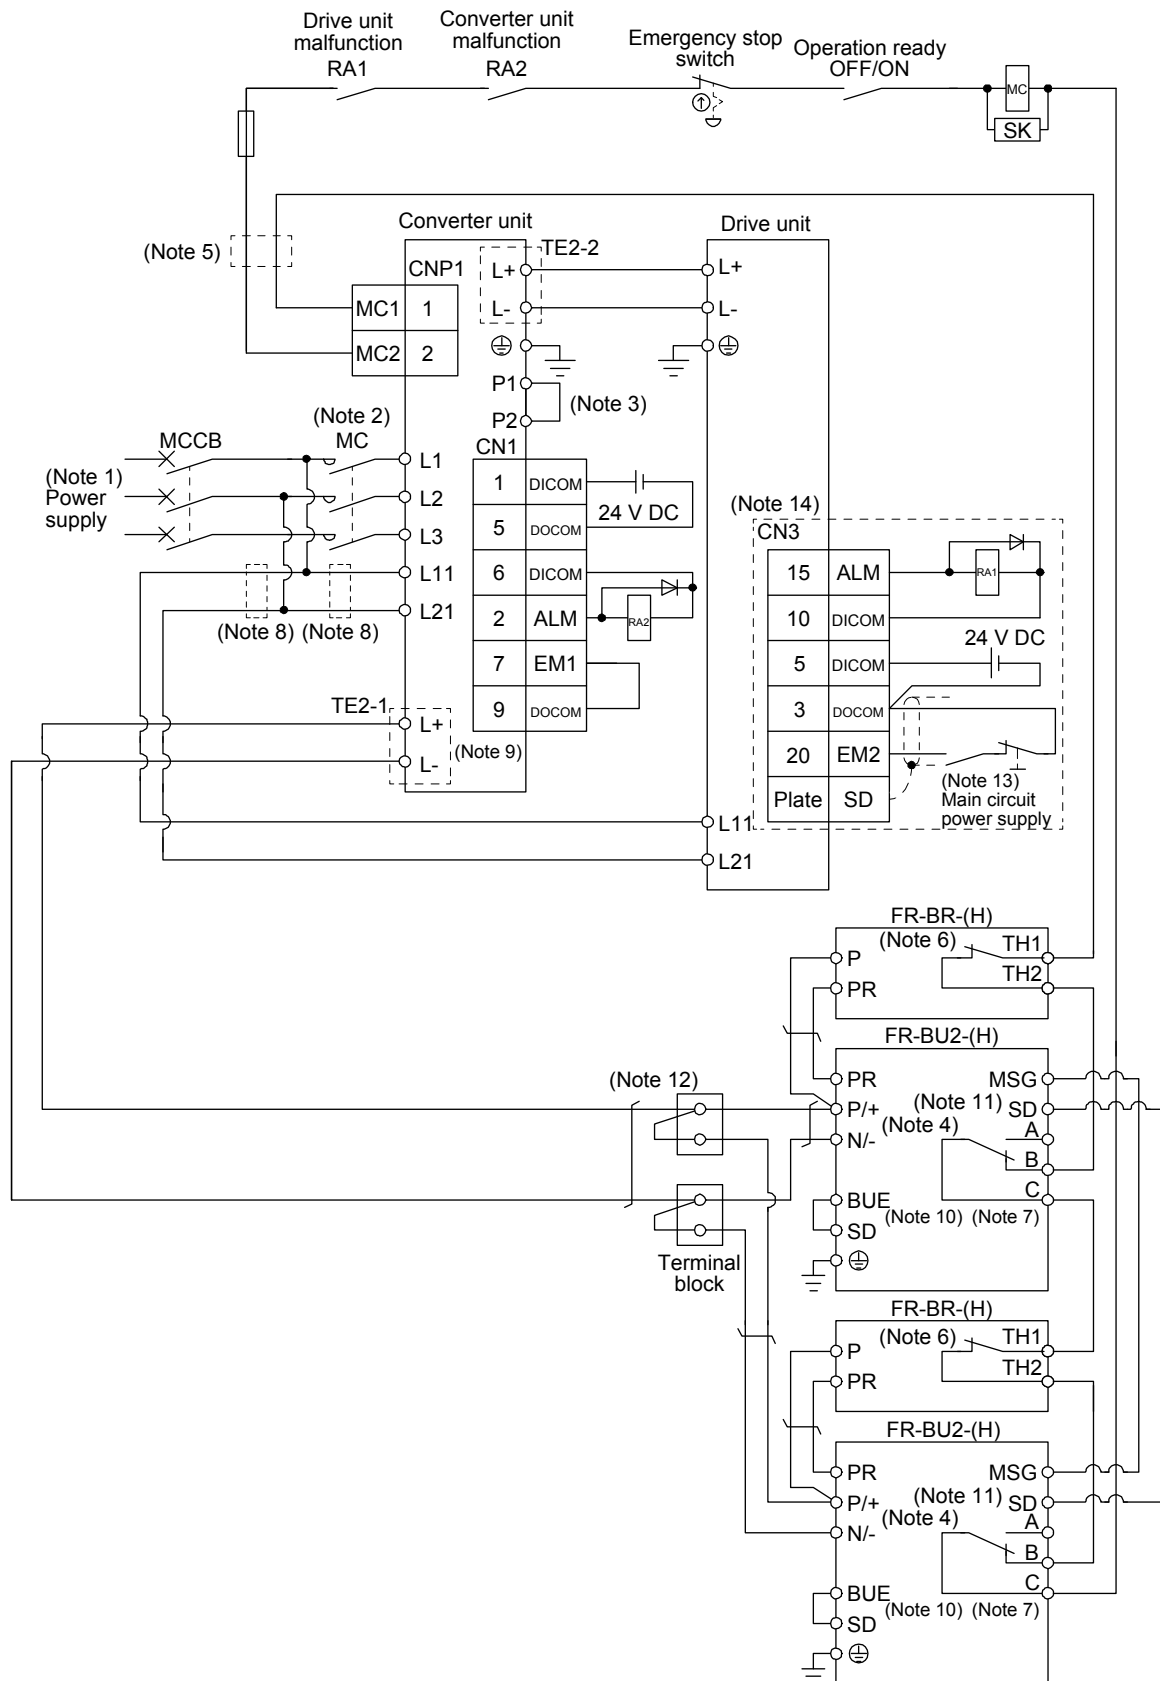 Drive unit
malfunction
RA1
Converter unit
malfunction
RA2
Emergency stop
switch
Operation ready
OFF/ON
MC
SK
(Note 5)
Converter unit
Drive unit
TE2-2
CNP1
L+
L+
MC1 1
L-
L-
MC2 2
P1
(Note 3)
P2
(Note 2)
MCCB
MC
CN1
(Note 1)
Power
supply
L1
L2
L3
L11
L21
1 DICOM
24 V DC
5 DOCOM
6 DICOM
2 ALM
RA2
7 EM1
9 DOCOM
(Note 8) (Note 8)
TE2-1
L+
L-
(Note 9)
(Note 14)
CN3
15 ALM
RA1
10 DICOM
24 V DC
5 DICOM
3 DOCOM
20 EM2
Plate SD
(Note 13)
Main circuit
power supply
L11
L21
FR-BR-(H)
(Note 6)
TH1
P
TH2
PR
FR-BU2-(H)
(Note 12)
PR
MSG
P/+
(Note 11)
SD
(Note 4)
A
N/-
B
C
BUE
(Note 10) (Note 7)
SD
Terminal
block
FR-BR-(H)
(Note 6)
TH1
P
TH2
PR
FR-BU2-(H)
PR
MSG
P/+
(Note 11)
SD
(Note 4)
A
N/-
B
C
BUE
(Note 10) (Note 7)
SD